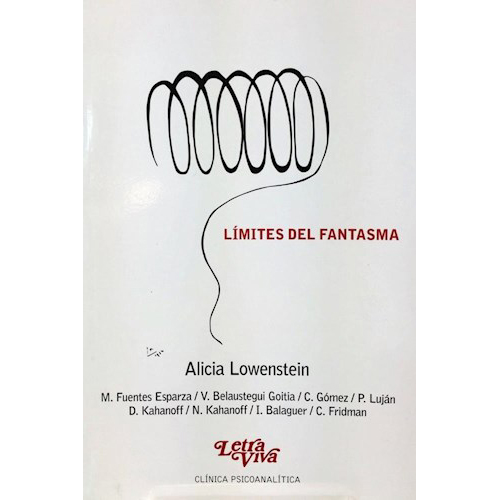 LÍMITES DEL FANTASMA
Alicia Lowenstein
M. Fuentes Esparza / V. Belaustegui Goitia / C. Gómez / P. Luján
D. Kahanoff / N. Kahanoff / I. Balaguer / C. Fridman
Letra
Viva
CLÍNICA PSICOANALÍTICA